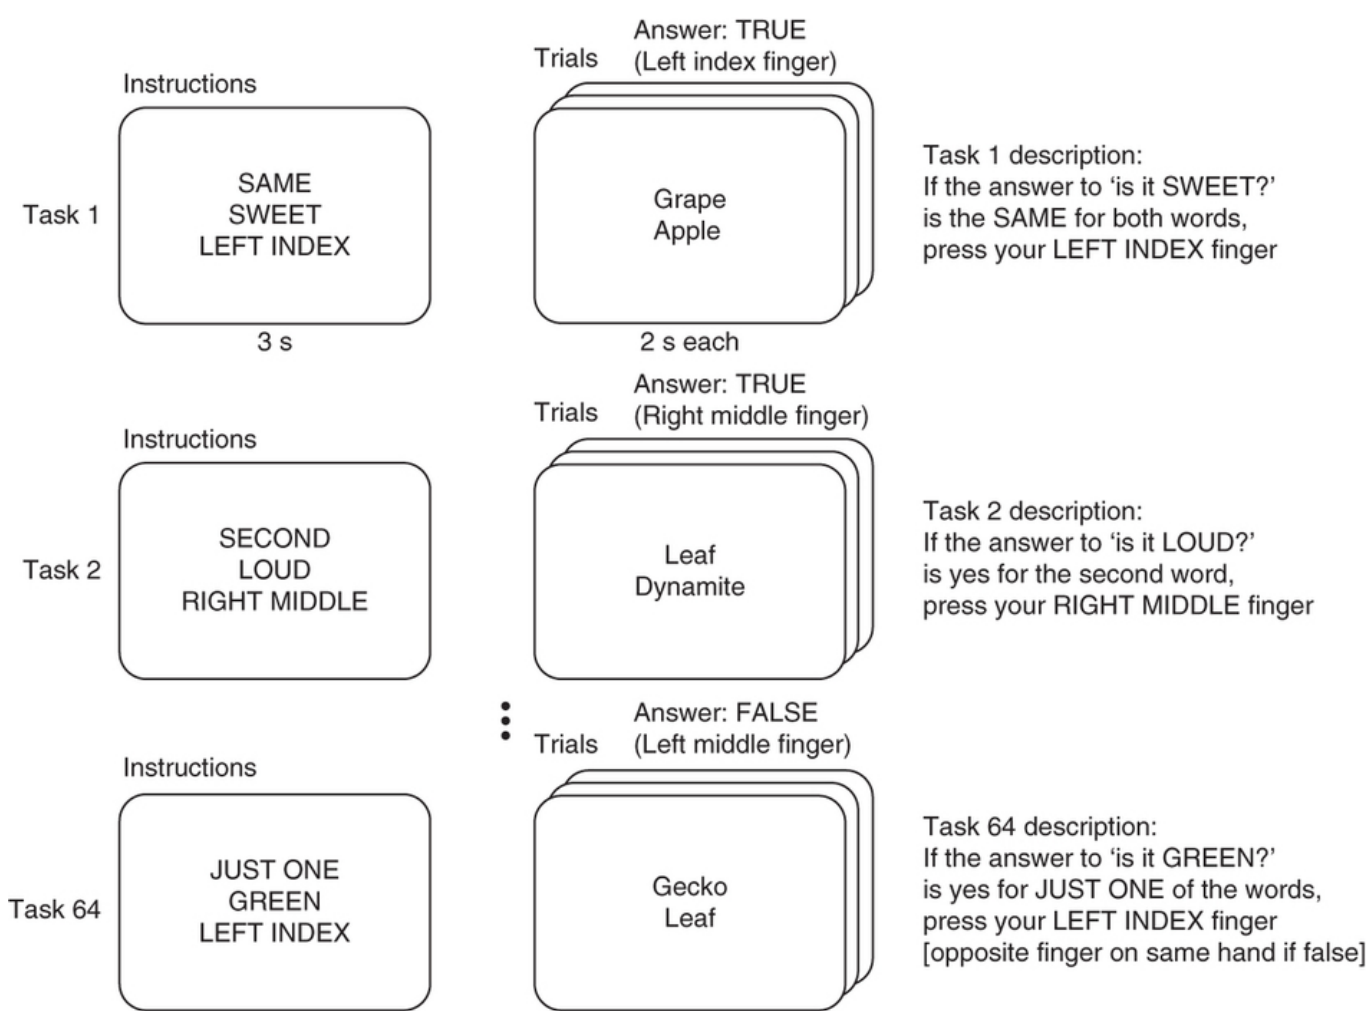 Instructions
Trials
Answer: TRUE
(Left index finger)
Task 1
SAME
SWEET
LEFT INDEX
3 s
Grape
Apple
2 s each
Task 1 description:
If the answer to ‘is it SWEET?’
is the SAME for both words,
press your LEFT INDEX finger
Instructions
Trials
Answer: TRUE
(Right middle finger)
Task 2
SECOND
LOUD
RIGHT MIDDLE
Leaf
Dynamite
Task 2 description:
If the answer to ‘is it LOUD?’
is yes for the second word,
press your RIGHT MIDDLE finger
Instructions
Trials
Answer: FALSE
(Left middle finger)
Task 64
JUST ONE
GREEN
LEFT INDEX
Gecko
Leaf
Task 64 description:
If the answer to ‘is it GREEN?’
is yes for JUST ONE of the words,
press your LEFT INDEX finger
[opposite finger on same hand if false]